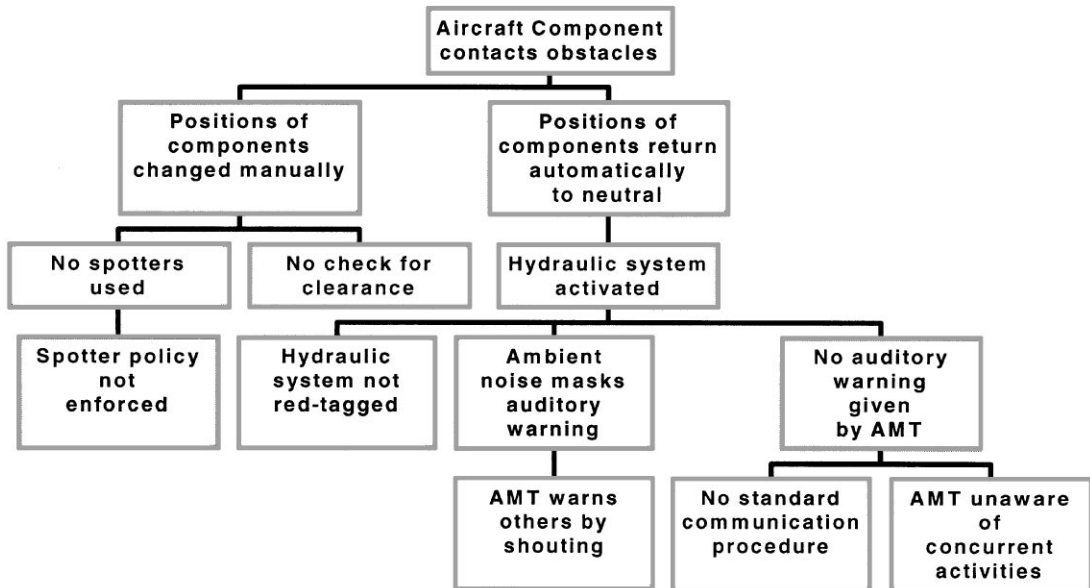 Aircraft Component
contacts obstacles
Positions of
components
changed manually
Positions of
components return
automatically
to neutral
No spotters
used
No check for
clearance
Hydraulic system
activated
Spotter policy
not
enforced
Hydraulic
system not
red-tagged
Ambient
noise masks
auditory
warning
No auditory
warning
given
by AMT
AMT warns
others by
shouting
No standard
communication
procedure
AMT unaware
of
concurrent
activities